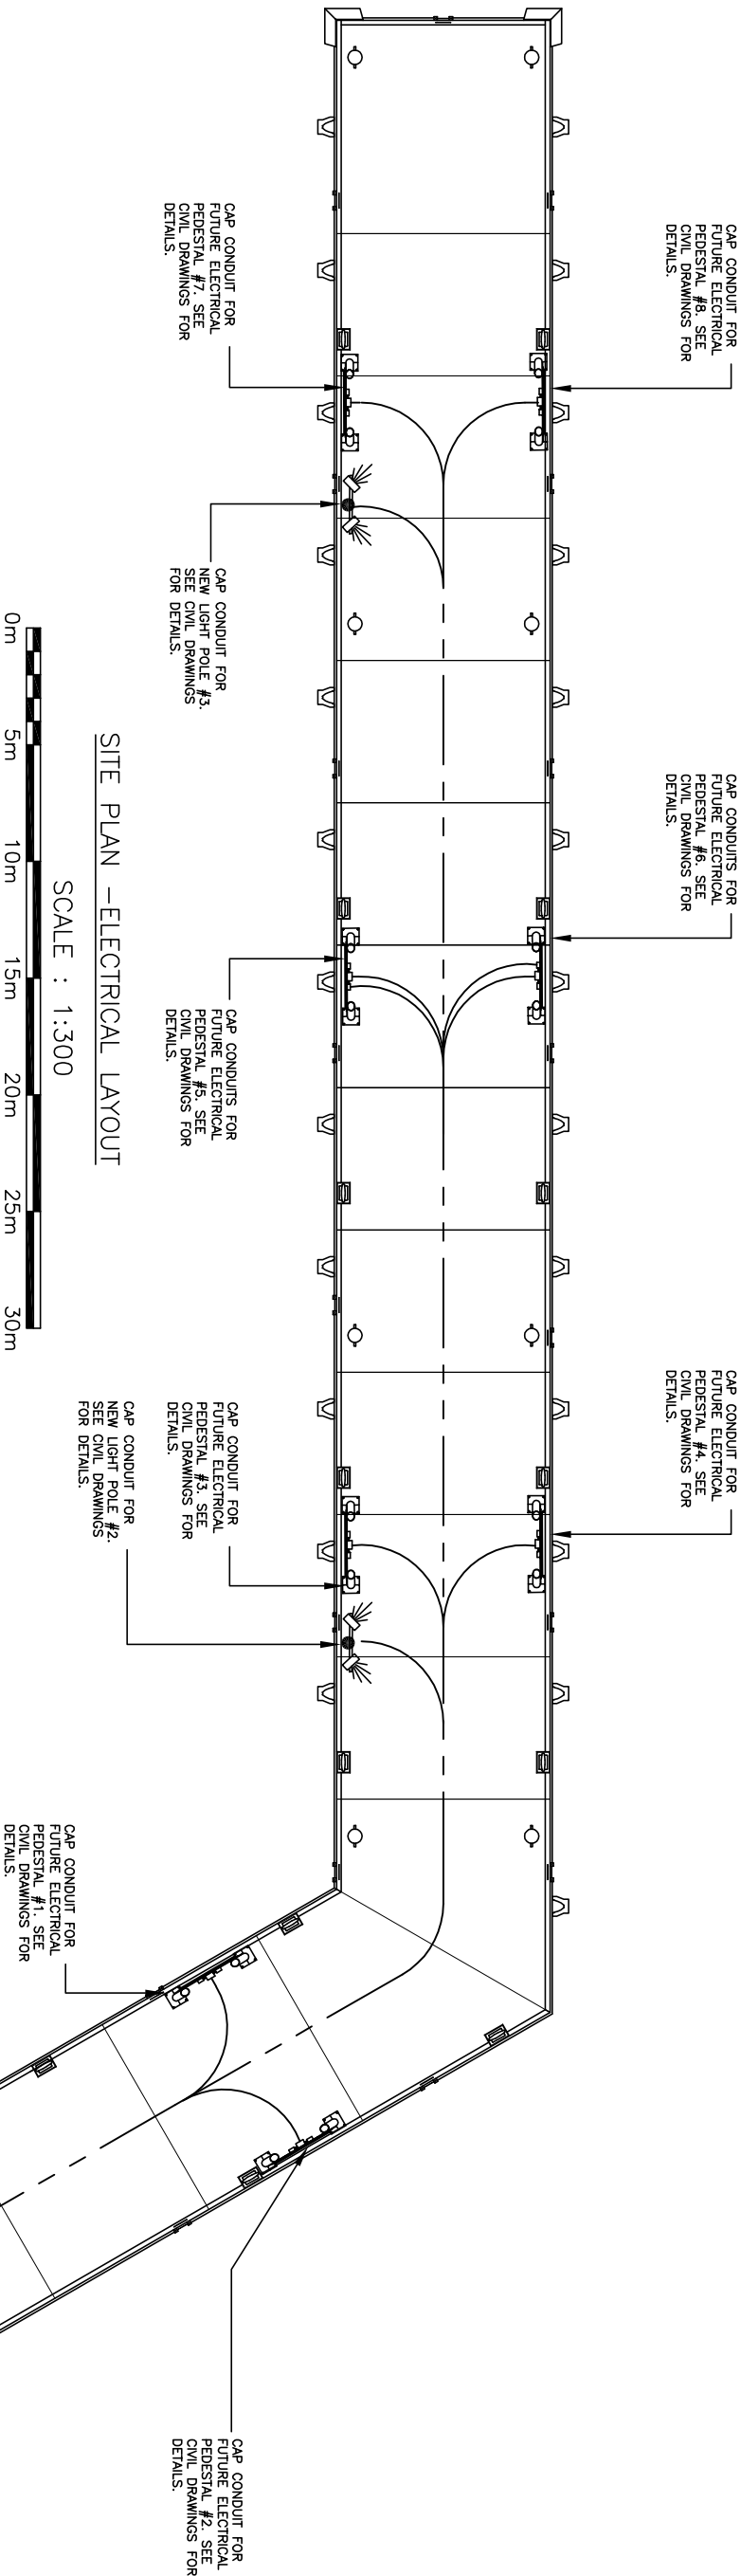 CAP CONDUIT FOR
FUTURE ELECTRICAL
PEDESTAL #8. SEE
CIVIL DRAWINGS FOR
DETAILS.
CAP CONDUITS FOR
FUTURE ELECTRICAL
PEDESTAL #6. SEE
CIVIL DRAWINGS FOR
DETAILS.
CAP CONDUIT FOR
FUTURE ELECTRICAL
PEDESTAL #4. SEE
CIVIL DRAWINGS FOR
DETAILS.
CAP CONDUIT FOR
FUTURE ELECTRICAL
PEDESTAL #7. SEE
CIVIL DRAWINGS FOR
DETAILS.
CAP CONDUIT FOR
NEW LIGHT POLE #3.
SEE CIVIL DRAWINGS
FOR DETAILS.
CAP CONDUITS FOR
FUTURE ELECTRICAL
PEDESTAL #5. SEE
CIVIL DRAWINGS FOR
DETAILS.
CAP CONDUIT FOR
FUTURE ELECTRICAL
PEDESTAL #3. SEE
CIVIL DRAWINGS FOR
DETAILS.
CAP CONDUIT FOR
NEW LIGHT POLE #2.
SEE CIVIL DRAWINGS
FOR DETAILS.
CAP CONDUIT FOR
FUTURE ELECTRICAL
PEDESTAL #1. SEE
CIVIL DRAWINGS FOR
DETAILS.
CAP CONDUIT FOR
FUTURE ELECTRICAL
PEDESTAL #2. SEE
CIVIL DRAWINGS FOR
DETAILS.
SITE PLAN -ELECTRICAL LAYOUT
SCALE : 1:300
0m 5m 10m 15m 20m 25m 30m